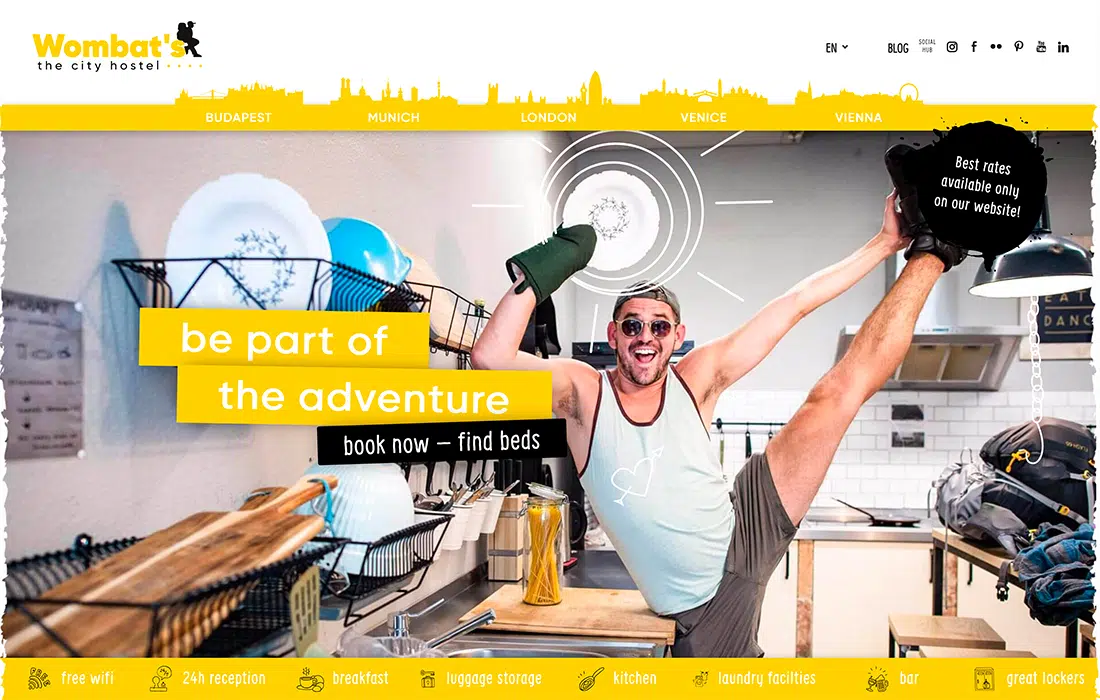 Wombat's
the city hostel
EN
BLOG
SOCIAL
HUB
BUDAPEST
MUNICH
LONDON
VENICE
VIENNA
Best rates
available only
on our website!
be part of
the adventure
book now – find beds
EAT
DANC
free wifi
24h reception
breakfast
luggage storage
kitchen
laundry facilties
bar
great lockers